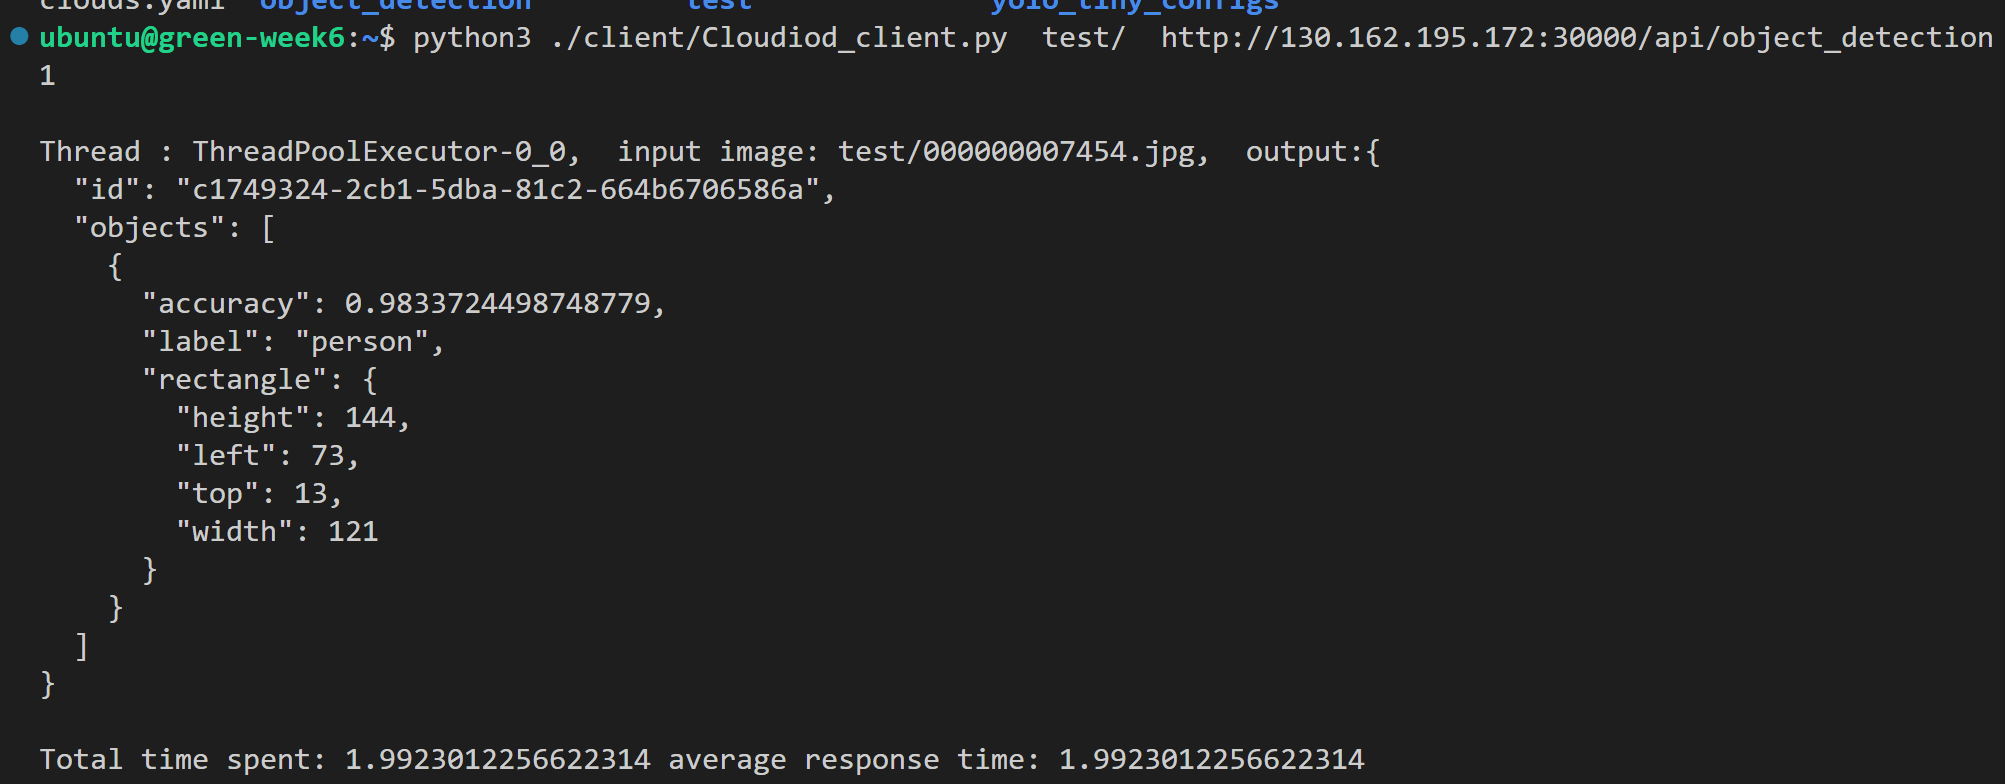 clouds.yaml  object_detection  test  yolo_tiny_configs
ubuntu@green-week6:~$ python3 ./client/Cloudiod_client.py  test/  http://130.162.195.172:30000/api/object_detection
1
Thread : ThreadPoolExecutor-0_0,  input image: test/000000007454.jpg,  output:{
  "id": "c1749324-2cb1-5dba-81c2-664b6706586a",
  "objects": [
    {
      "accuracy": 0.9833724498748779,
      "label": "person",
      "rectangle": {
        "height": 144,
        "left": 73,
        "top": 13,
        "width": 121
      }
    }
  ]
}
Total time spent: 1.9923012256622314 average response time: 1.9923012256622314